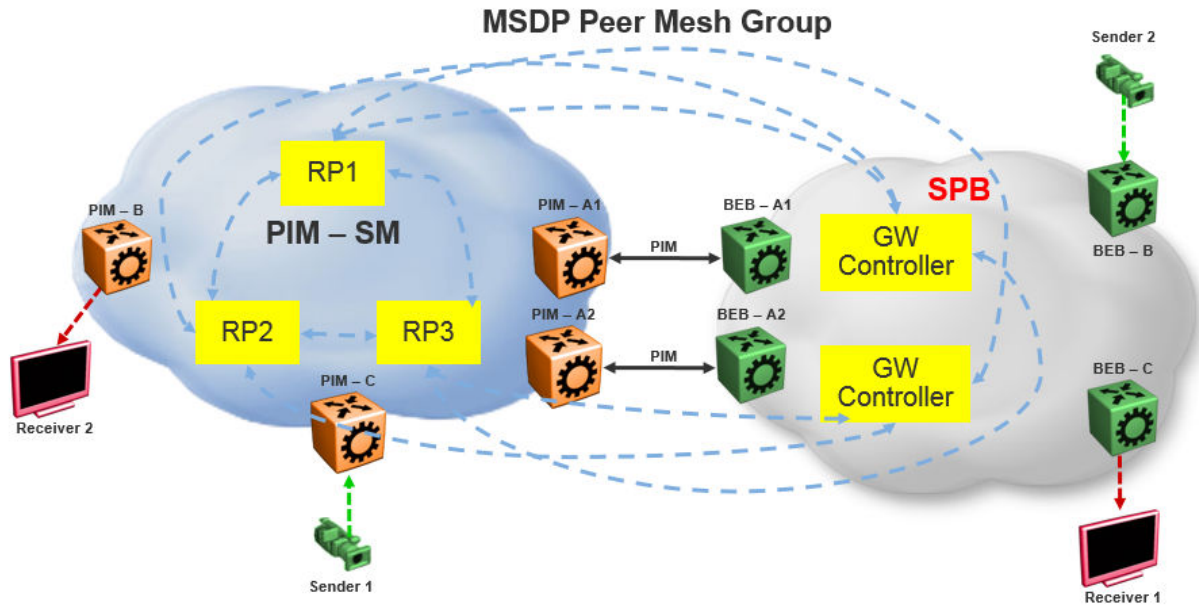 MSDP Peer Mesh Group
Sender 2
RP1
SPB
PIM – B
PIM – SM
PIM – A1
BEB – A1
GW
Controller
PIM
BEB – B
RP2
RP3
PIM – A2
BEB – A2
PIM
GW
Controller
BEB – C
PIM – C
Receiver 2
Sender 1
Receiver 1